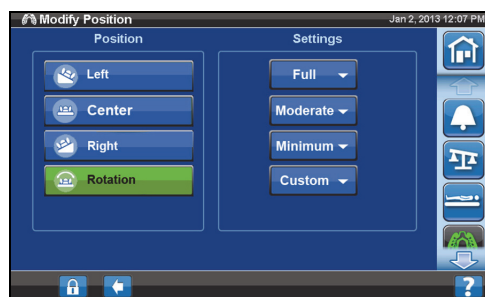 Modify Position
Jan 2, 2013 12:07 PM
Position
Settings
Left
Full
Center
Moderate
Right
Minimum
Rotation
Custom
?